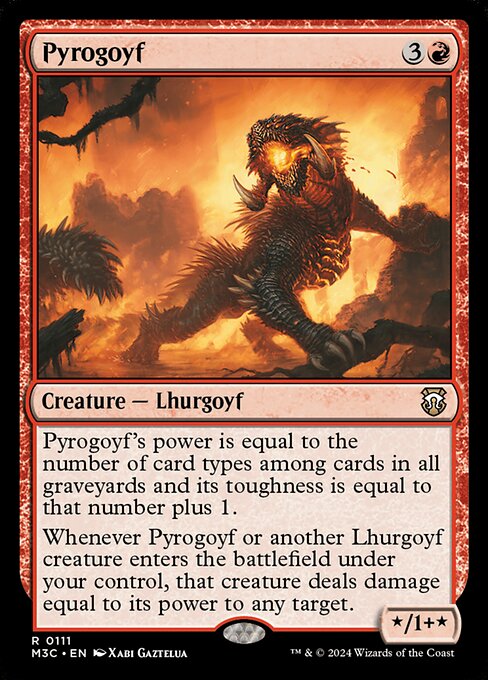 Pyrogoyf 3
Creature — Lhurgoyf
Pyrogoyf's power is equal to the
number of card types among cards in all
graveyards and its toughness is equal to
that number plus 1.
Whenever Pyrogoyf or another Lhurgoyf
creature enters the battlefield under
your control, that creature deals damage
equal to its power to any target.
★/1+★
R 0111
M3C • EN Xabi Gaztelua
™ & © 2024 Wizards of the Coast